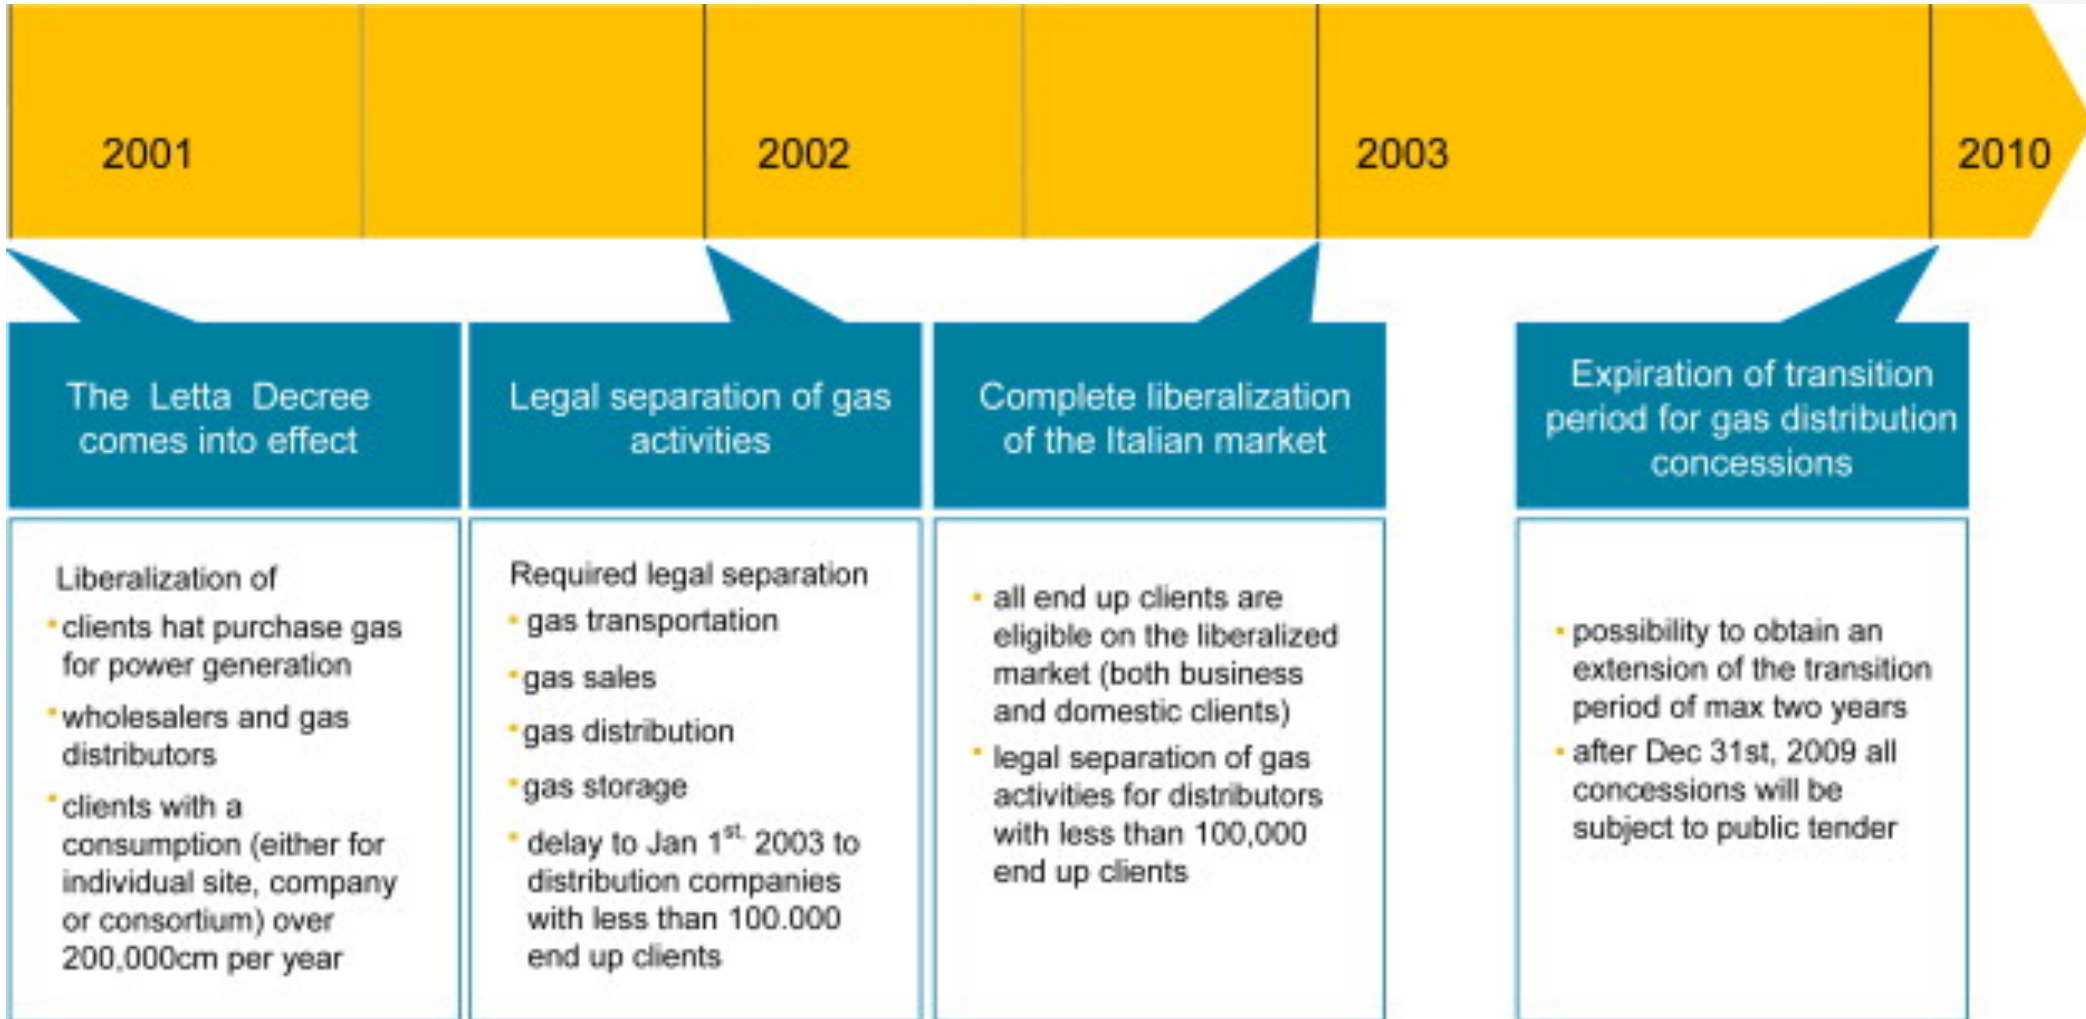 2001
2002
2003
2010
The Letta Decree
comes into effect
Liberalization of
clients hat purchase gas
for power generation
wholesalers and gas
distributors
clients with a
consumption (either for
individual site, company
or consortium) over
200,000cm per year
Legal separation of gas
activities
Required legal separation
gas transportation
gas sales
gas distribution
gas storage
delay to Jan 1st. 2003 to
distribution companies
with less than 100.000
end up clients
Complete liberalization
of the Italian market
all end up clients are
eligible on the liberalized
market (both business
and domestic clients)
legal separation of gas
activities for distributors
with less than 100,000
end up clients
Expiration of transition
period for gas distribution
concessions
possibility to obtain an
extension of the transition
period of max two years
after Dec 31st, 2009 all
concessions will be
subject to public tender